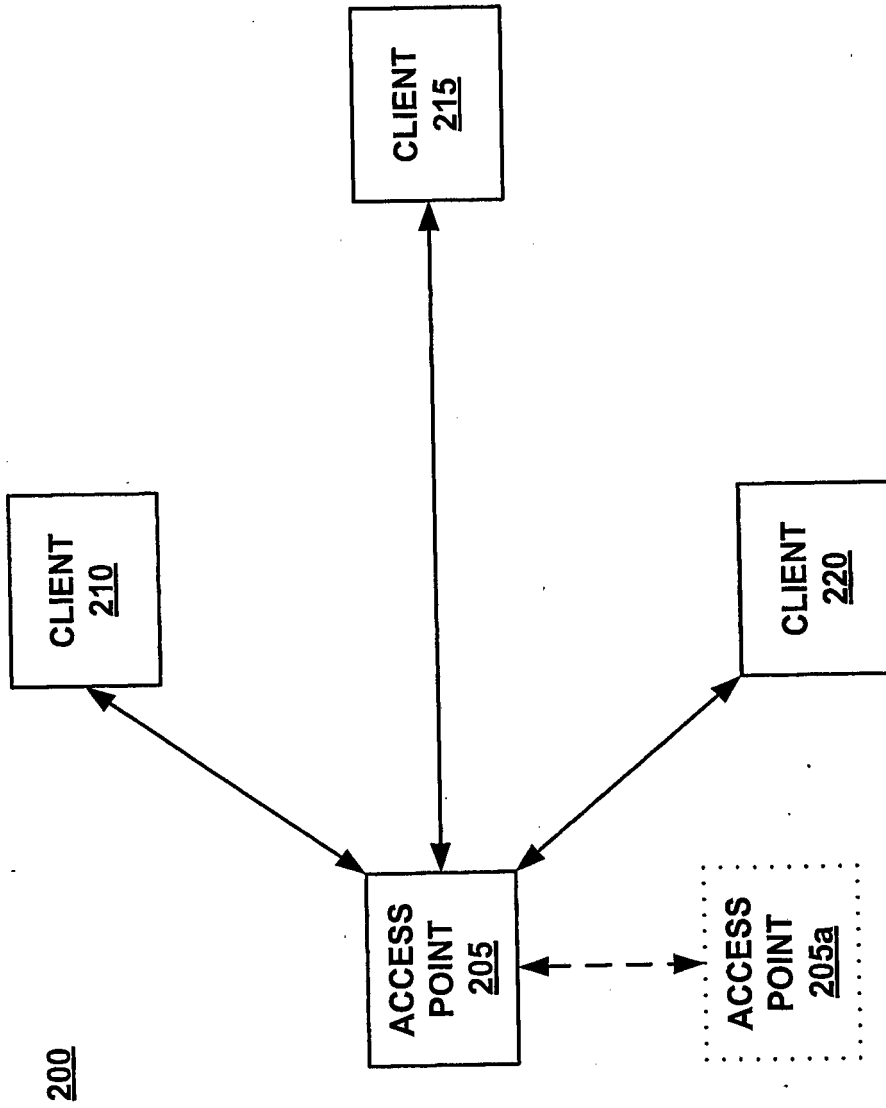 200
CLIENT
210
ACCESS
POINT
205
CLIENT
215
ACCESS
POINT
205a
CLIENT
220